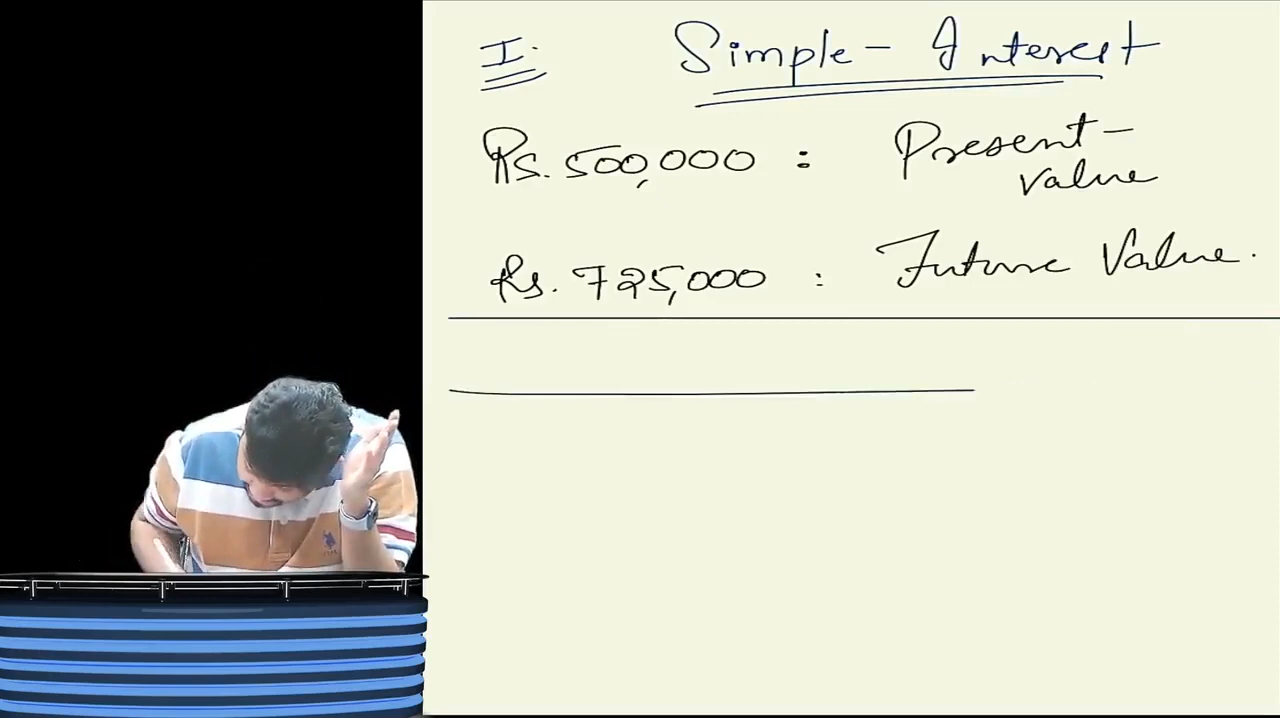 I.
Simple-Interest
Rs. 500,000 : Present-
value
Rs. 725,000 : Future Value.